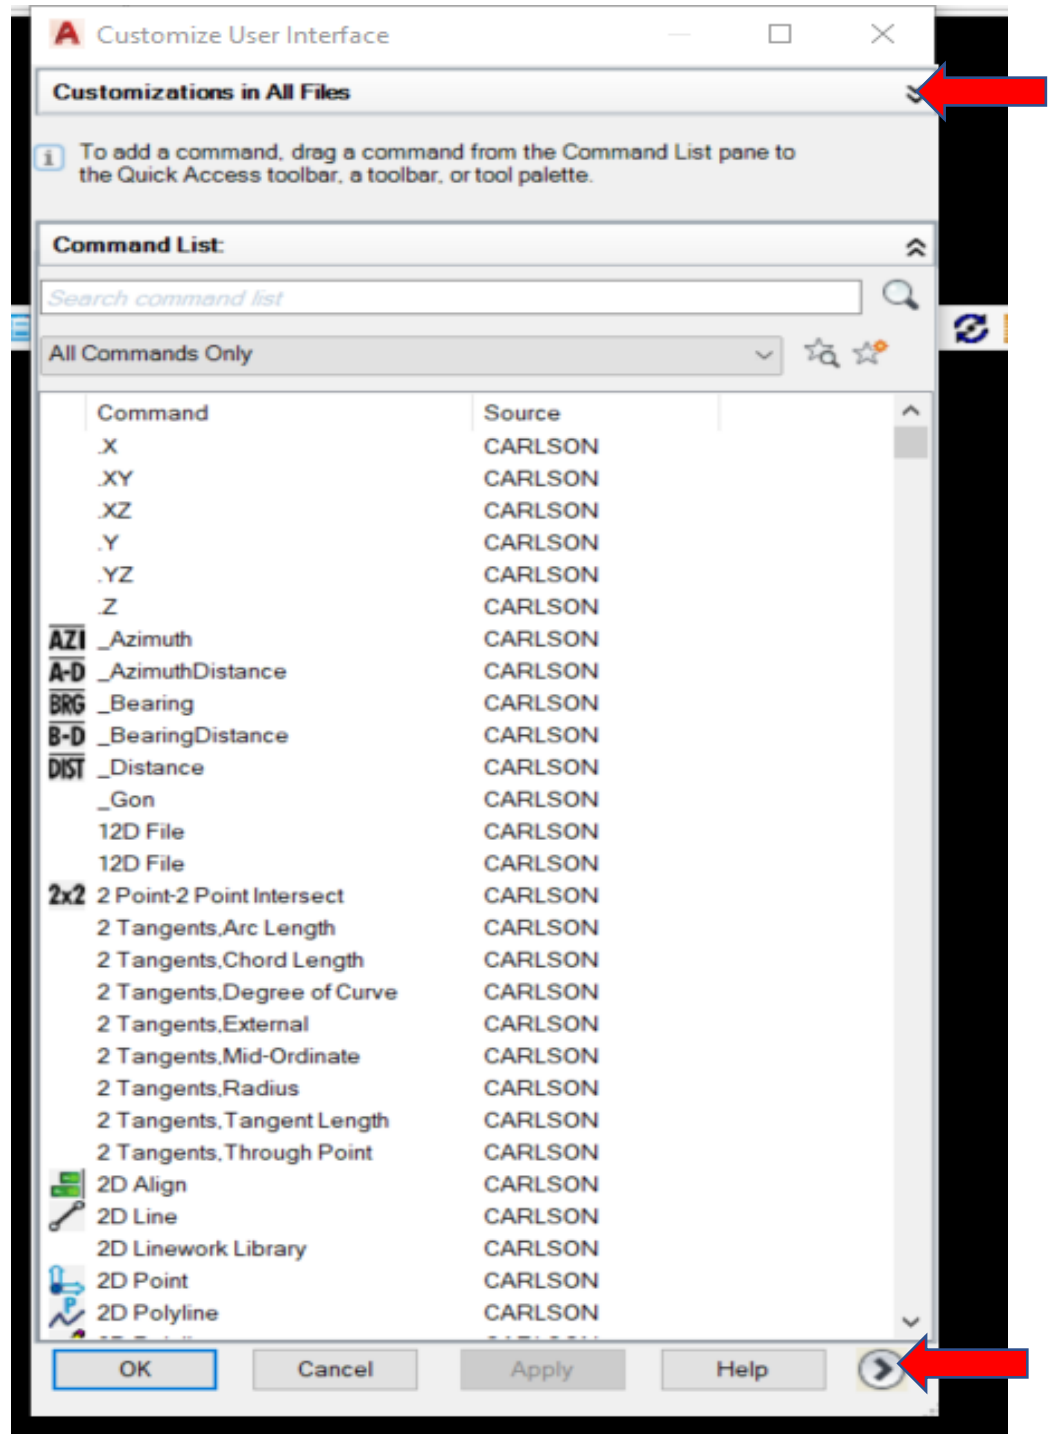 A Customize User Interface
Customizations in All Files
i To add a command, drag a command from the Command List pane to
the Quick Access toolbar, a toolbar, or tool palette.
Command List:
Search command list
All Commands Only
Command Source
.X CARLSON
.XY CARLSON
.XZ CARLSON
.Y CARLSON
.YZ CARLSON
.Z CARLSON
AZI _Azimuth CARLSON
A-D _AzimuthDistance CARLSON
BRG _Bearing CARLSON
B-D _BearingDistance CARLSON
DIST _Distance CARLSON
_Gon CARLSON
12D File CARLSON
12D File CARLSON
2x2 2 Point-2 Point Intersect CARLSON
2 Tangents,Arc Length CARLSON
2 Tangents,Chord Length CARLSON
2 Tangents,Degree of Curve CARLSON
2 Tangents,External CARLSON
2 Tangents,Mid-Ordinate CARLSON
2 Tangents,Radius CARLSON
2 Tangents,Tangent Length CARLSON
2 Tangents,Through Point CARLSON
2D Align CARLSON
2D Line CARLSON
2D Linework Library CARLSON
2D Point CARLSON
P 2D Polyline CARLSON
OK Cancel Apply Help